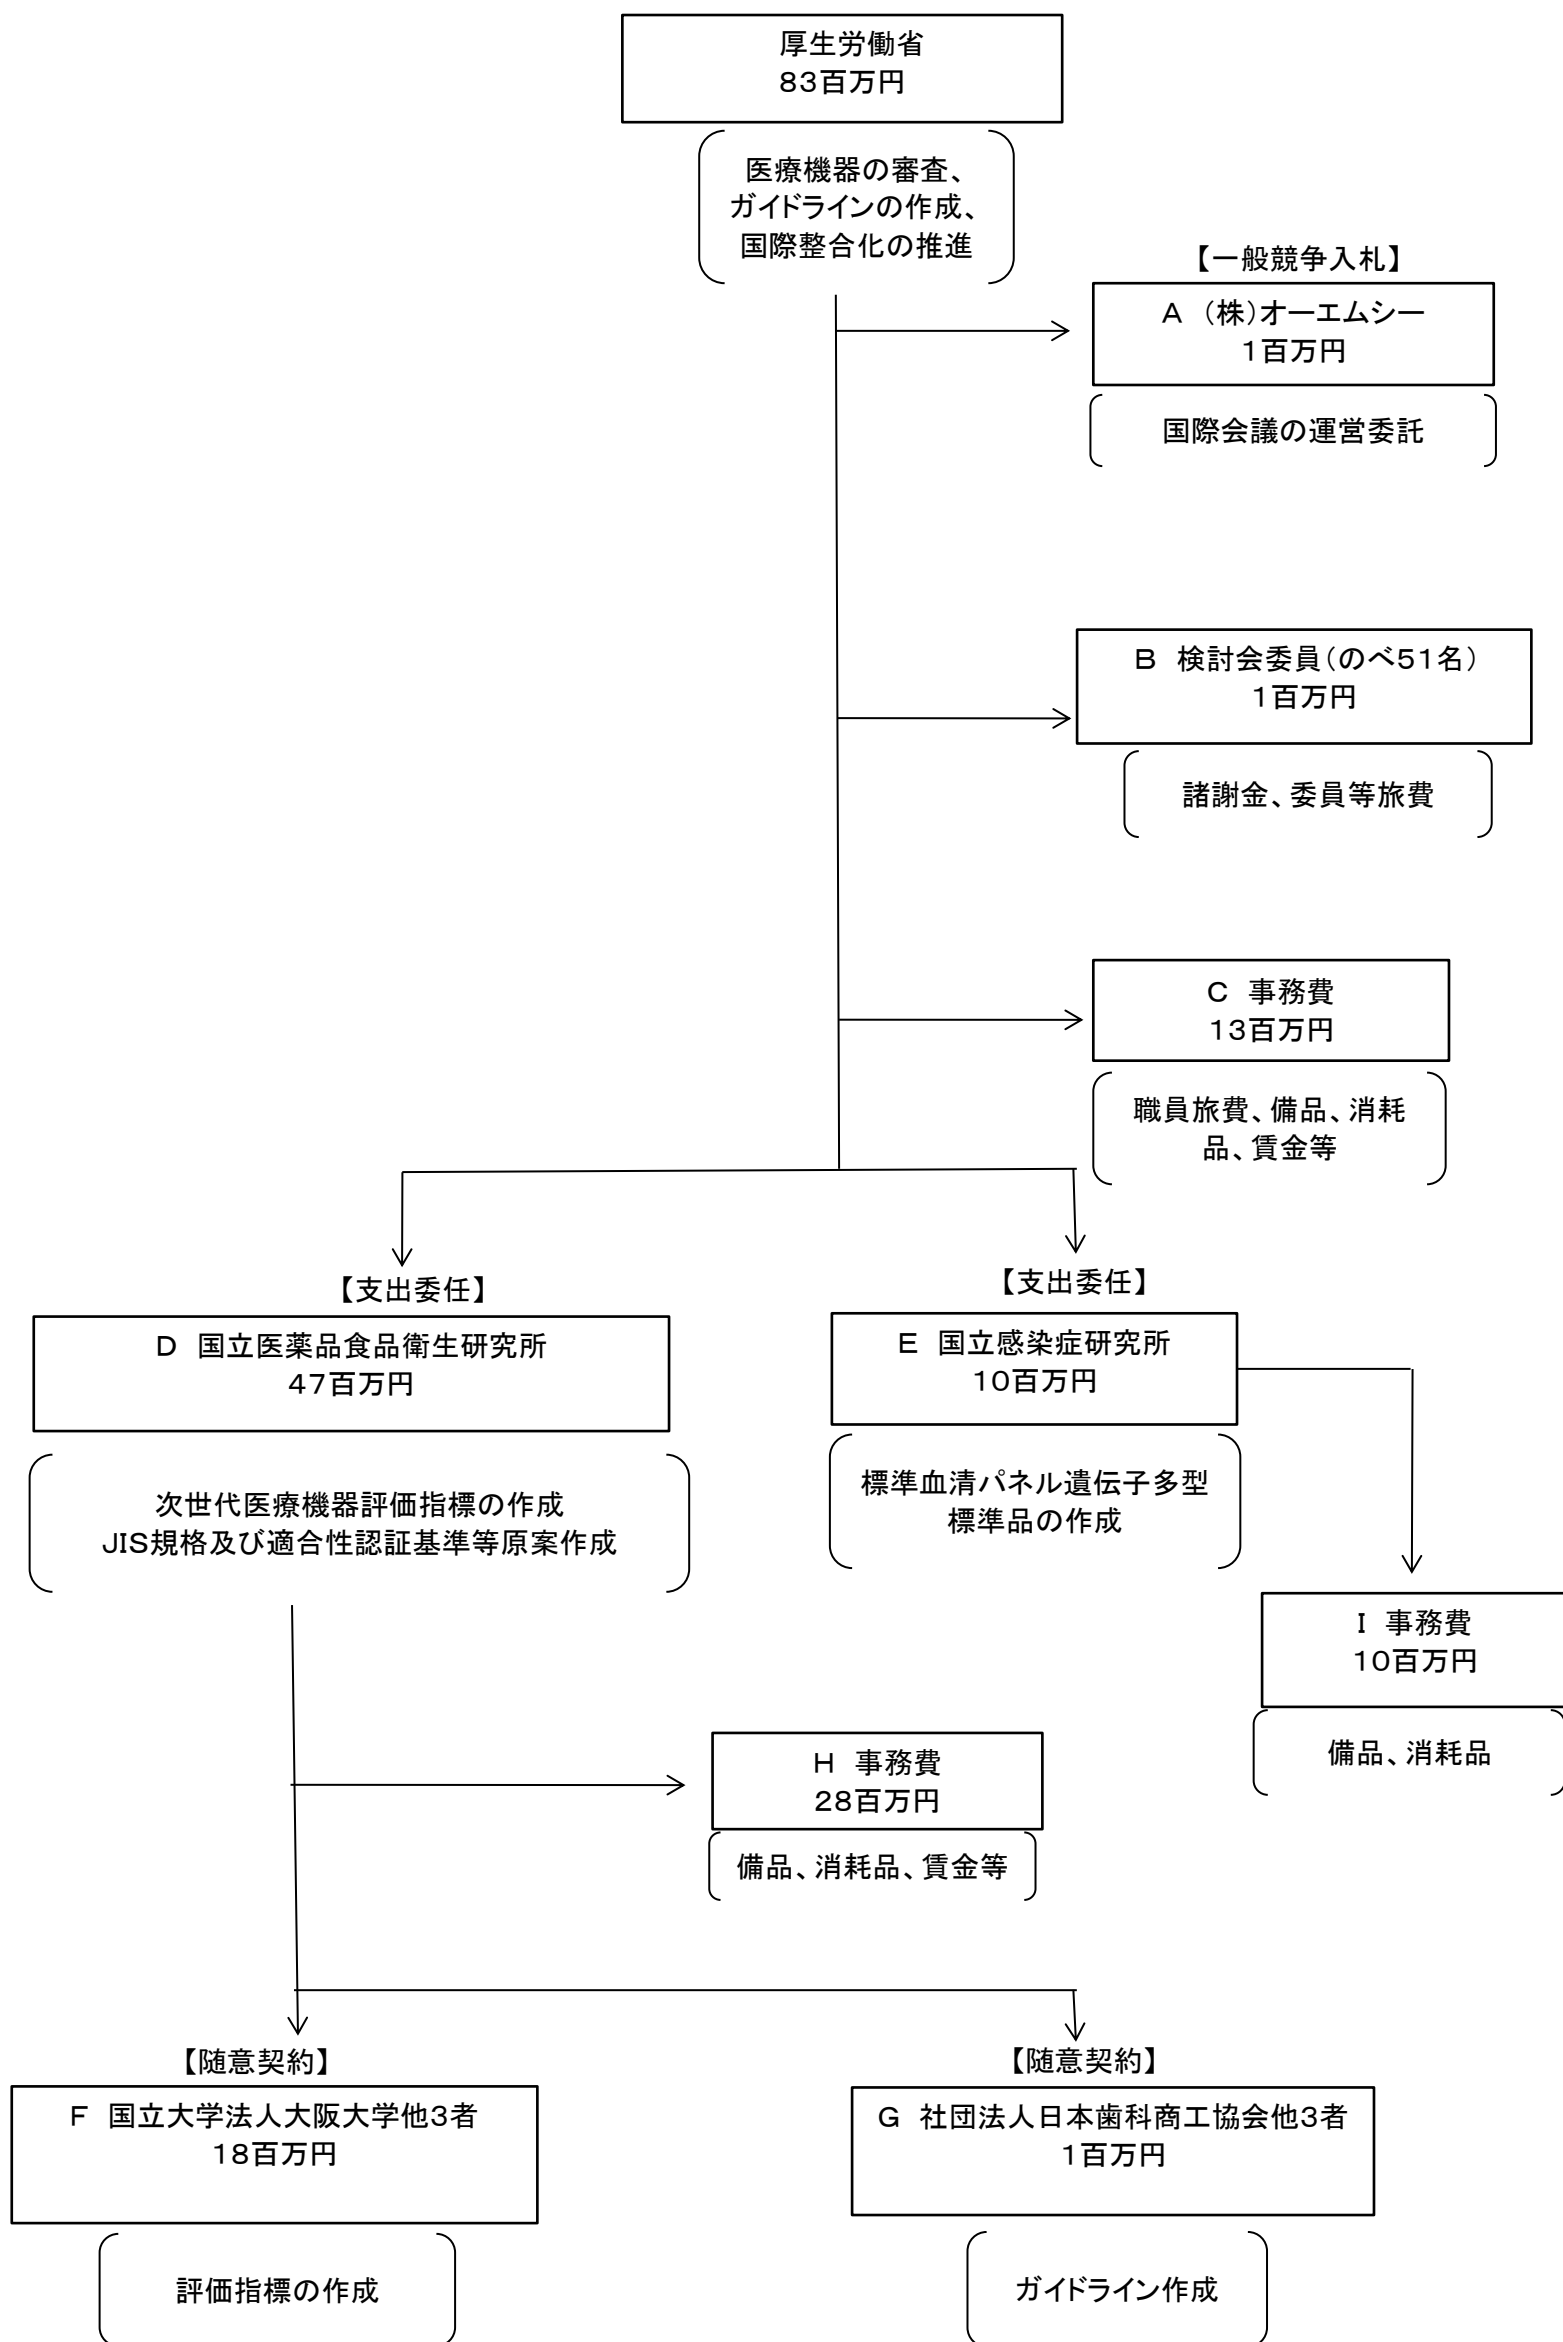 厚生労働省
83百万円
医療機器の審査、
ガイドラインの作成、
国際整合化の推進
【一般競争入札】
A (株)オーエムシー
1百万円
国際会議の運営委託
B 検討会委員(のべ51名)
1百万円
諸謝金、委員等旅費
C 事務費
13百万円
職員旅費、備品、消耗
品、賃金等
【支出委任】
D 国立医薬品食品衛生研究所
47百万円
次世代医療機器評価指標の作成
JIS規格及び適合性認証基準等原案作成
【支出委任】
E 国立感染症研究所
10百万円
標準血清パネル遺伝子多型
標準品の作成
I 事務費
10百万円
備品、消耗品
H 事務費
28百万円
備品、消耗品、賃金等
【随意契約】
F 国立大学法人大阪大学他3者
18百万円
評価指標の作成
【随意契約】
G 社団法人日本歯科商工協会他3者
1百万円
ガイドライン作成